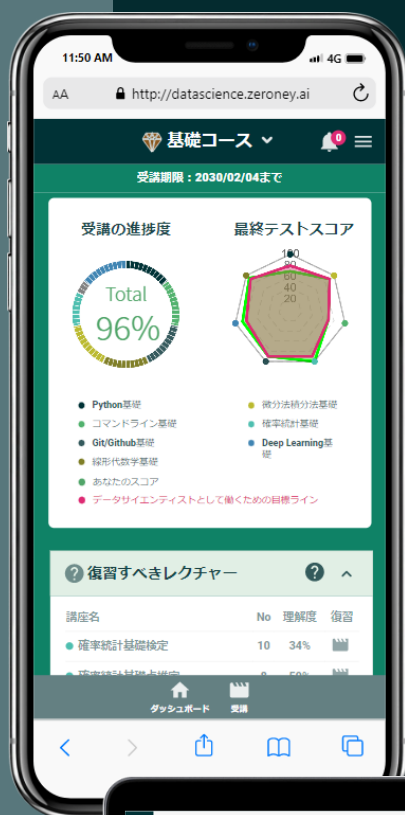 11:50 AM
4G
AA
http://datascience.zeroney.ai
基礎コース
0
受講期限：2030/02/04まで
受講の進捗度
最終テストスコア
Total
96%
100
80
60
40
20
Python基礎
コマンドライン基礎
Git/Github基礎
線形代数学基礎
あなたのスコア
データサイエンティストとして働くための目標ライン
微分法積分法基礎
確率統計基礎
Deep Learning基
礎
? 復習すべきレクチャー ?
講座名 No 理解度 復習
確率統計基礎検定 10 34%
ダッシュボード 受講